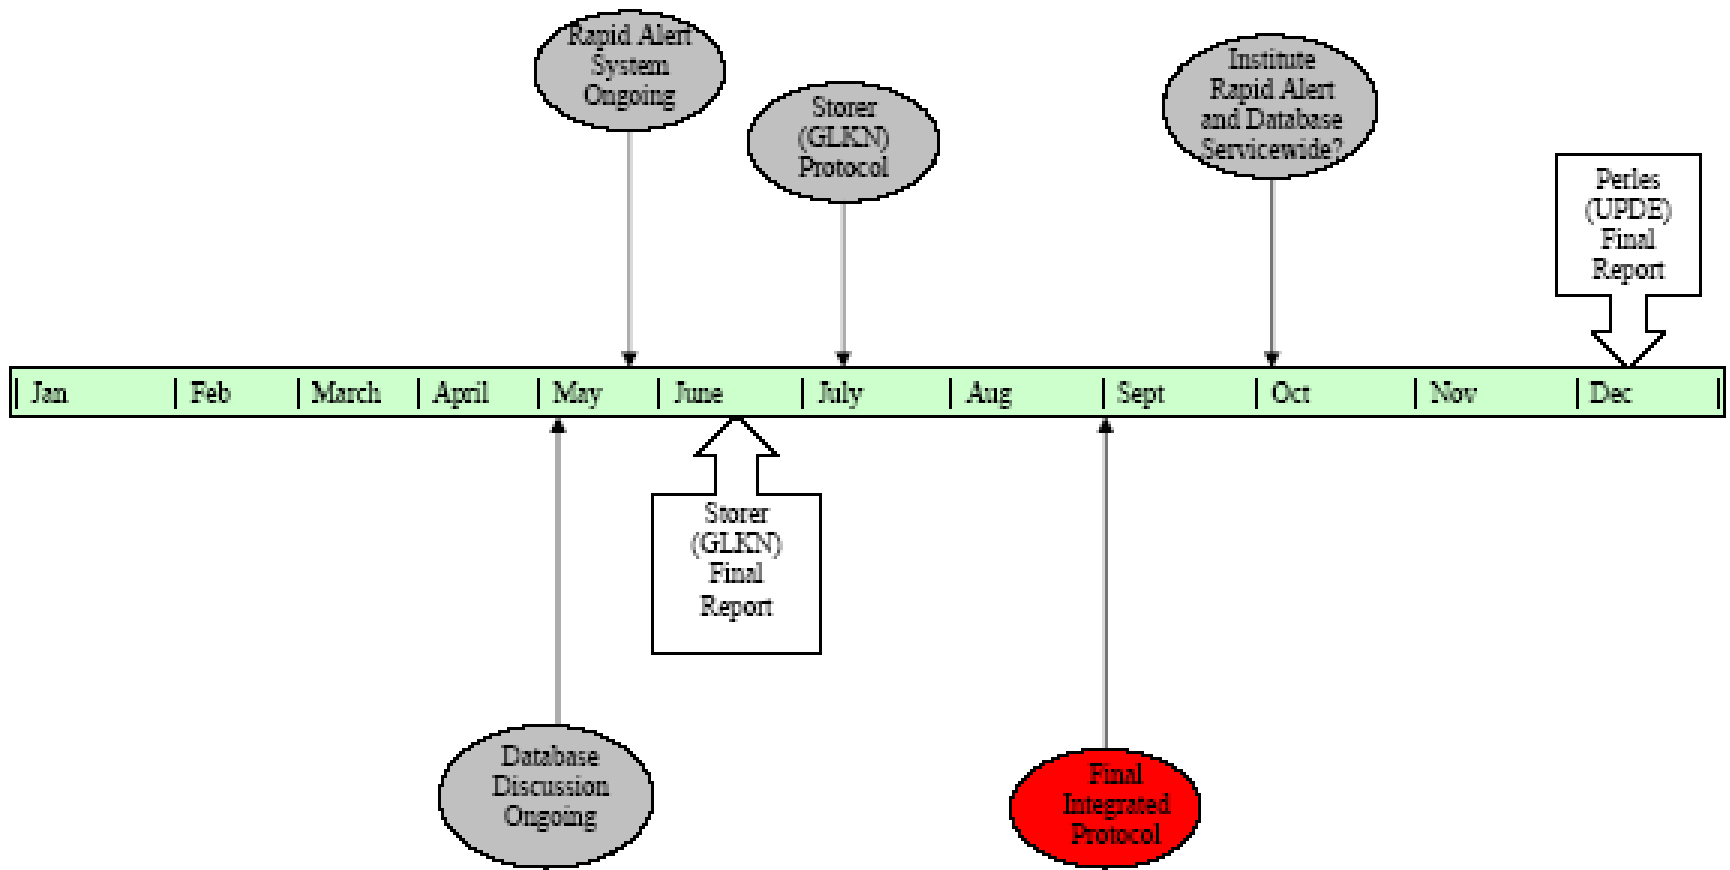 Rapid Alert
System
Ongoing
Storer
(GLKN)
Protocol
Institute
Rapid Alert
and Database
Servicewide?
Perles
(UPDE)
Final
Report
Jan
Feb
March
April
May
June
July
Aug
Sept
Oct
Nov
Dec
Storer
(GLKN)
Final
Report
Database
Discussion
Ongoing
Final
Integrated
Protocol